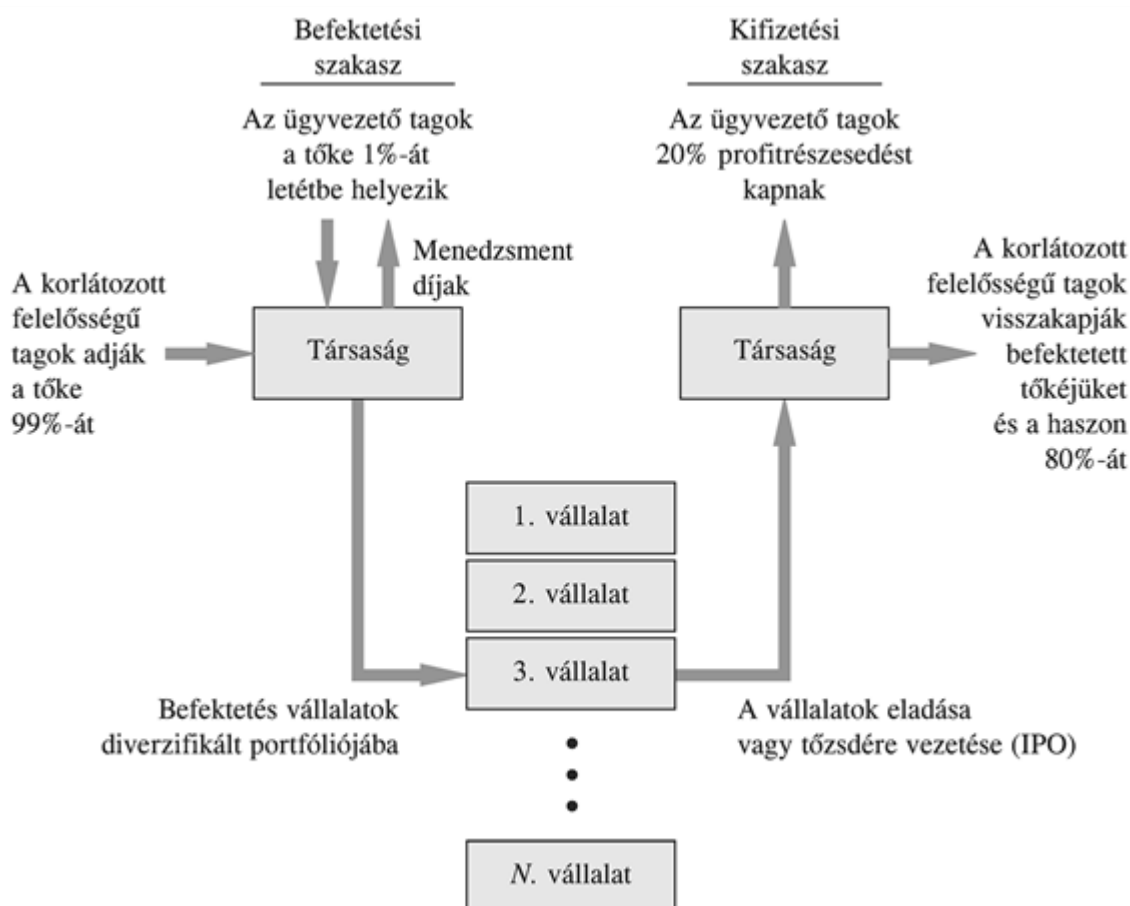 Befektetési
szakasz
Az ügyvezető tagok
a tőke 1%-át
letétbe helyezik
Menedzsment
díjak
A korlátozott
felelősségű
tagok adják
a tőke
99%-át
Társaság
Kifizetési
szakasz
Az ügyvezető tagok
20% profitrészesedést
kapnak
Társaság
A korlátozott
felelősségű tagok
visszakapják
befektetett
tőkéjüket
és a haszon
80%-át
1. vállalat
2. vállalat
3. vállalat
Befektetés vállalatok
diverzifikált portfóliójába
A vállalatok eladása
vagy tőzsdére vezetése (IPO)
N. vállalat